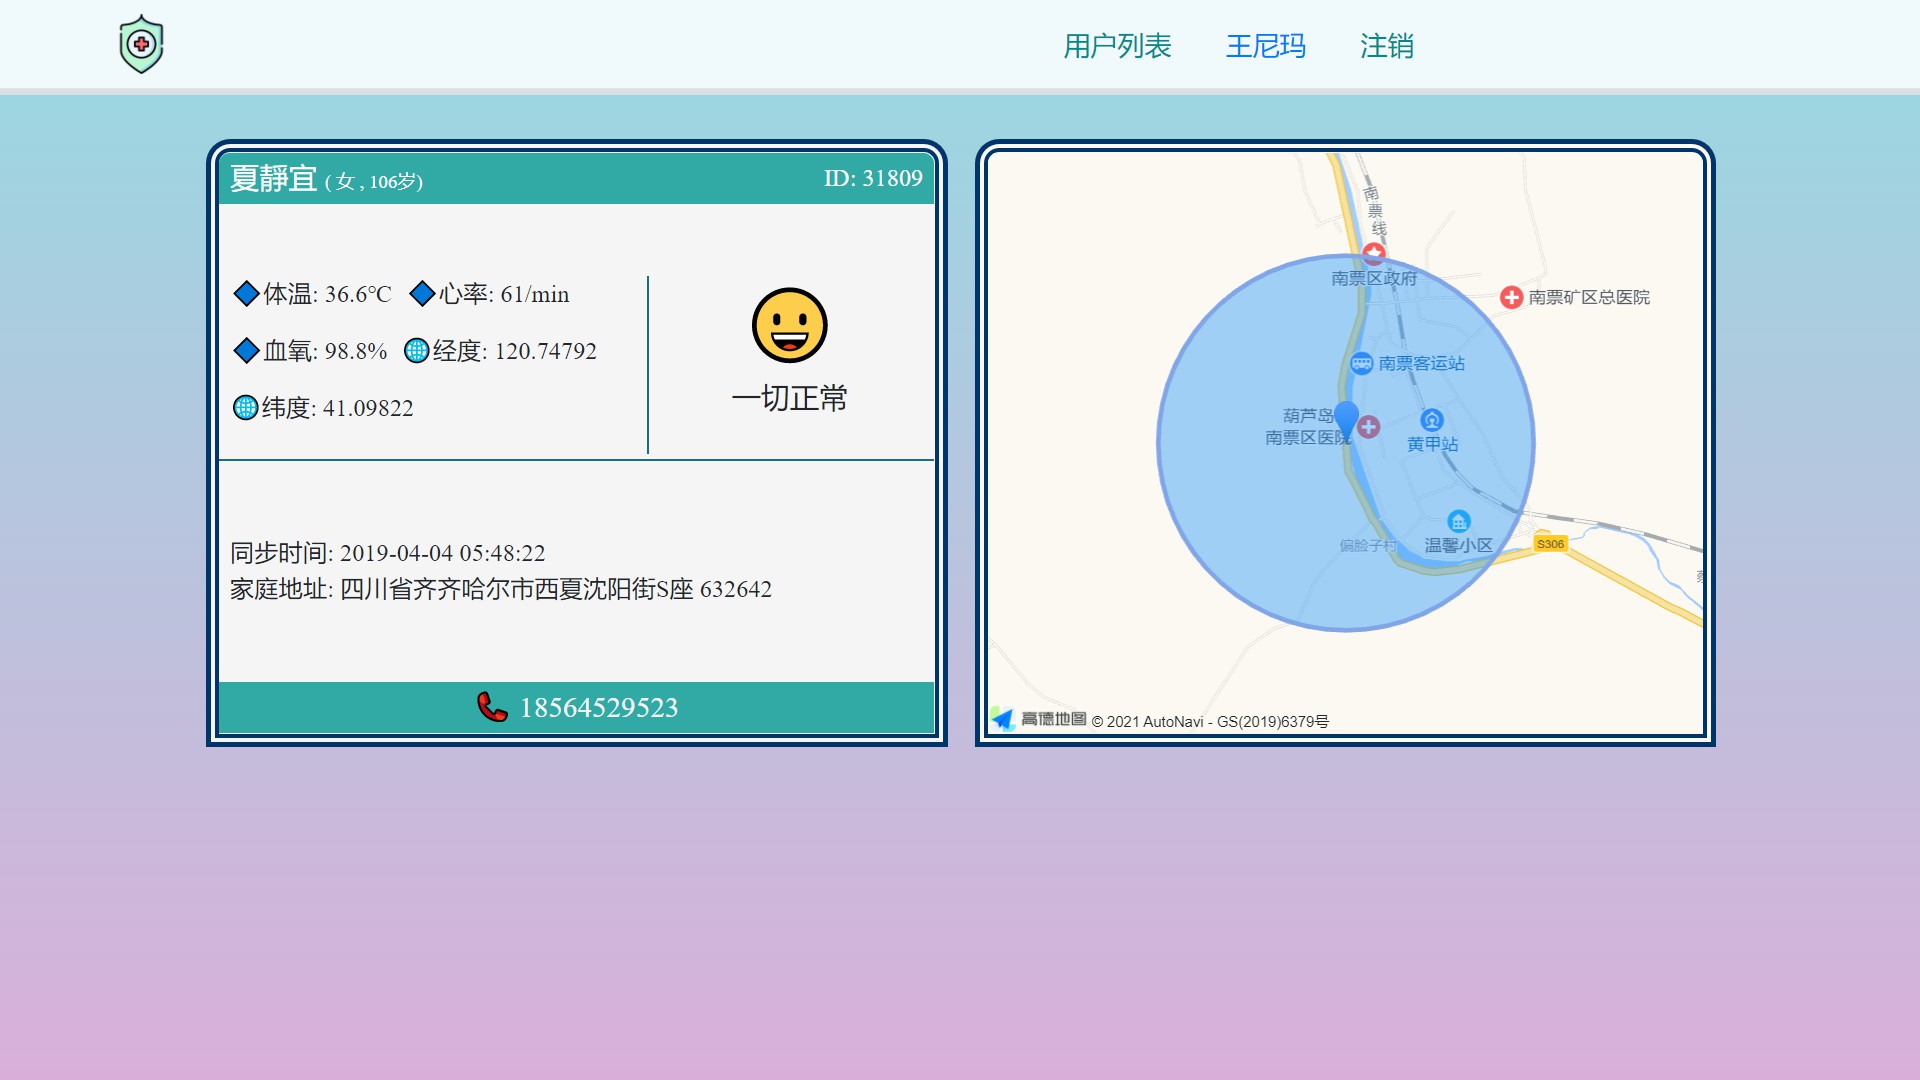 用户列表 王尼玛 注销
夏靜宜 ( 女 , 106岁) ID: 31809
体温: 36.6℃ 心率: 61/min
血氧: 98.8% 经度: 120.74792
纬度: 41.09822
一切正常
同步时间: 2019-04-04 05:48:22
家庭地址: 四川省齐齐哈尔市西夏沈阳街S座 632642
18564529523
南票线
南票区政府
南票矿区总医院
南票客运站
葫芦岛
南票区医院
黄甲站
温馨小区
偏脸子村
S306
高德地图 © 2021 AutoNavi - GS(2019)6379号